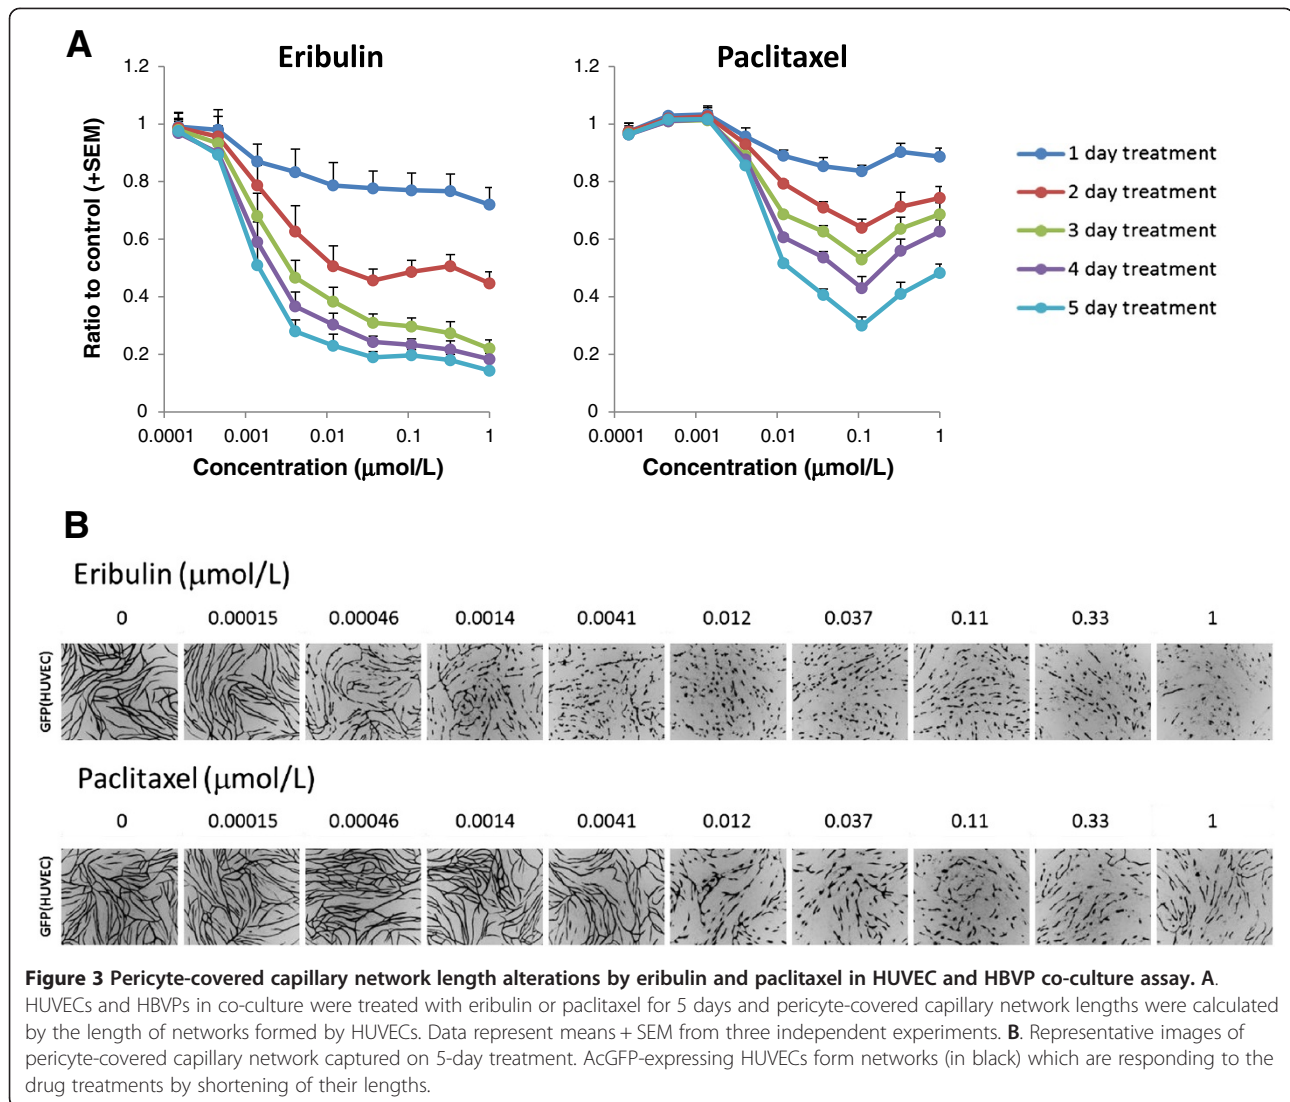 A
Eribulin
Paclitaxel
1.2
1
0.8
0.6
0.4
0.2
0
Ratio to control (+SEM)
0.0001 0.001 0.01 0.1 1
Concentration (µmol/L)
1.2
1
0.8
0.6
0.4
0.2
0
0.0001 0.001 0.01 0.1 1
Concentration (µmol/L)
1 day treatment
2 day treatment
3 day treatment
4 day treatment
5 day treatment
B
Eribulin (µmol/L)
0 0.00015 0.00046 0.0014 0.0041 0.012 0.037 0.11 0.33 1
GFP(HUVEC)
Paclitaxel (µmol/L)
0 0.00015 0.00046 0.0014 0.0041 0.012 0.037 0.11 0.33 1
GFP(HUVEC)
Figure 3 Pericyte-covered capillary network length alterations by eribulin and paclitaxel in HUVEC and HBVP co-culture assay. A.
HUVECs and HBVPs in co-culture were treated with eribulin or paclitaxel for 5 days and pericyte-covered capillary network lengths were calculated
by the length of networks formed by HUVECs. Data represent means + SEM from three independent experiments. B. Representative images of
pericyte-covered capillary network captured on 5-day treatment. AcGFP-expressing HUVECs form networks (in black) which are responding to the
drug treatments by shortening of their lengths.